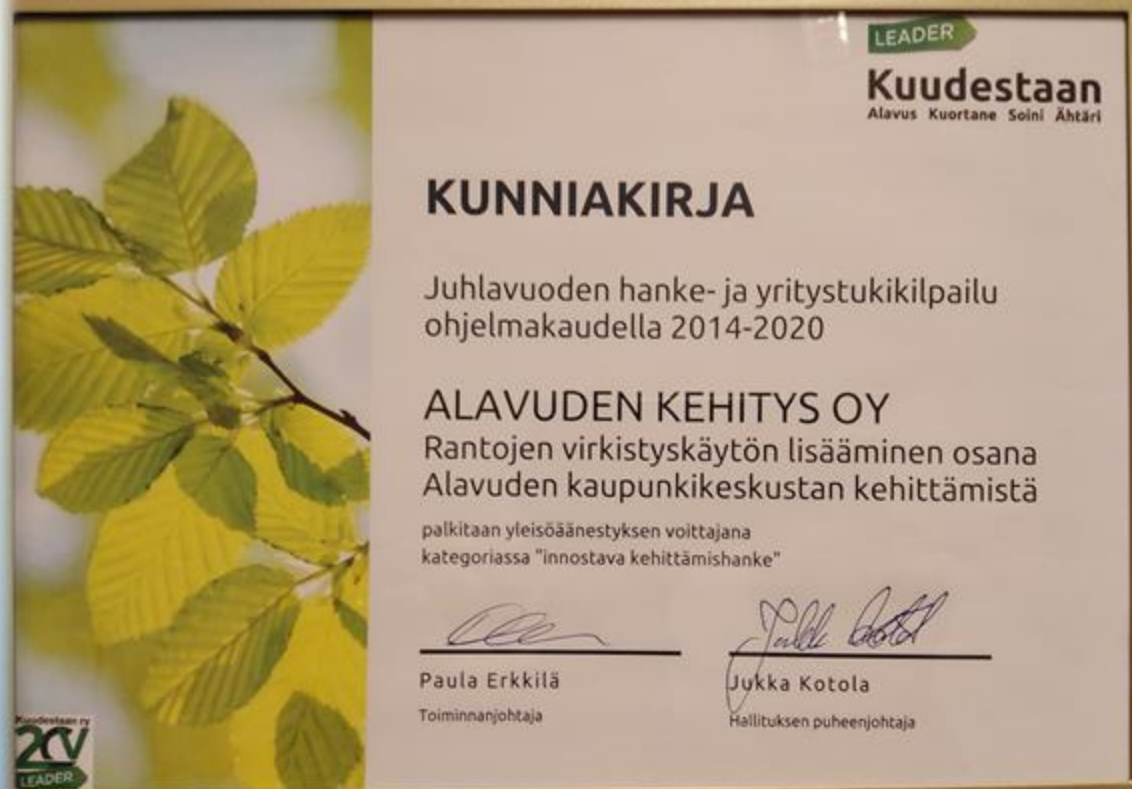 LEADER
Kuudestaan
Alavus Kuortane Soini Ähtäri
KUNNIAKIRJA
Juhlavuoden hanke- ja yritystukikilpailu
ohjelmakaudella 2014-2020
ALAVUDEN KEHITYS OY
Rantojen virkistyskäytön lisääminen osana
Alavuden kaupunkikeskustan kehittämistä
palkitaan yleisöäänestyksen voittajana
kategoriassa "innostava kehittämishanke"
Paula Erkkilä
Jukka Kotola
Toiminnanjohtaja
Hallituksen puheenjohtaja
Kuudestaan ry
LEADER